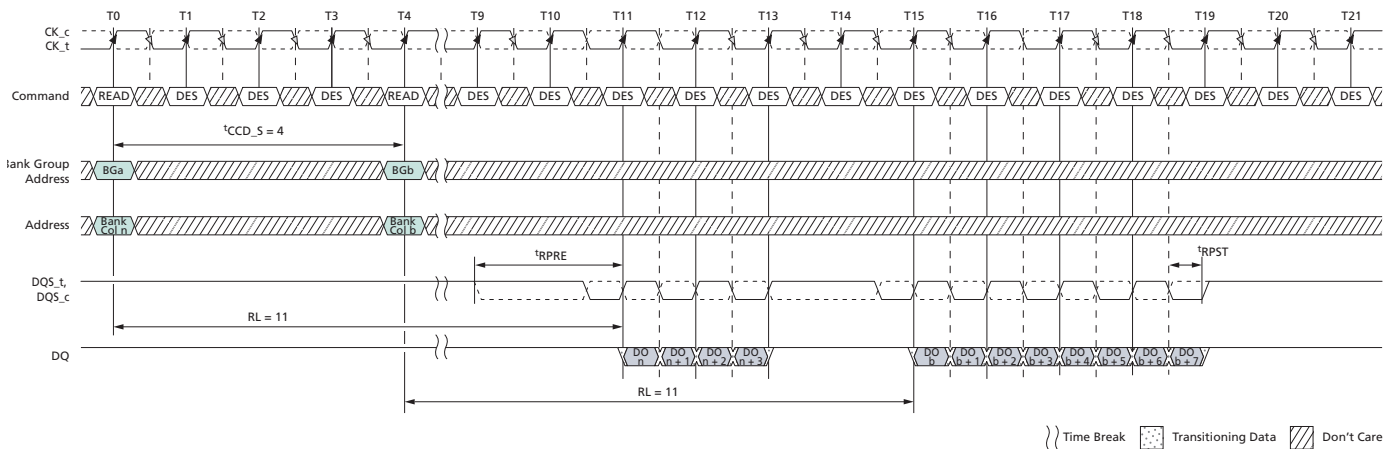 T0 T1 T2 T3 T4 T9 T10 T11 T12 T13 T14 T15 T16 T17 T18 T19 T20 T21
CK_c
CK_t
Command READ DES DES DES READ DES DES DES DES DES DES DES DES DES DES DES DES DES
tCCD_S = 4
Bank Group
Address
BGa BGb
Address
Bank
Col n
Bank
Col b
tRPRE tRPST
DQS_t,
DQS_c
RL = 11
DQ
DO
n
DO
n + 1
DO
n + 2
DO
n + 3
DO
b
DO
b + 1
DO
b + 2
DO
b + 3
DO
b + 4
DO
b + 5
DO
b + 6
DO
b + 7
RL = 11
Time Break Transitioning Data Don't Care